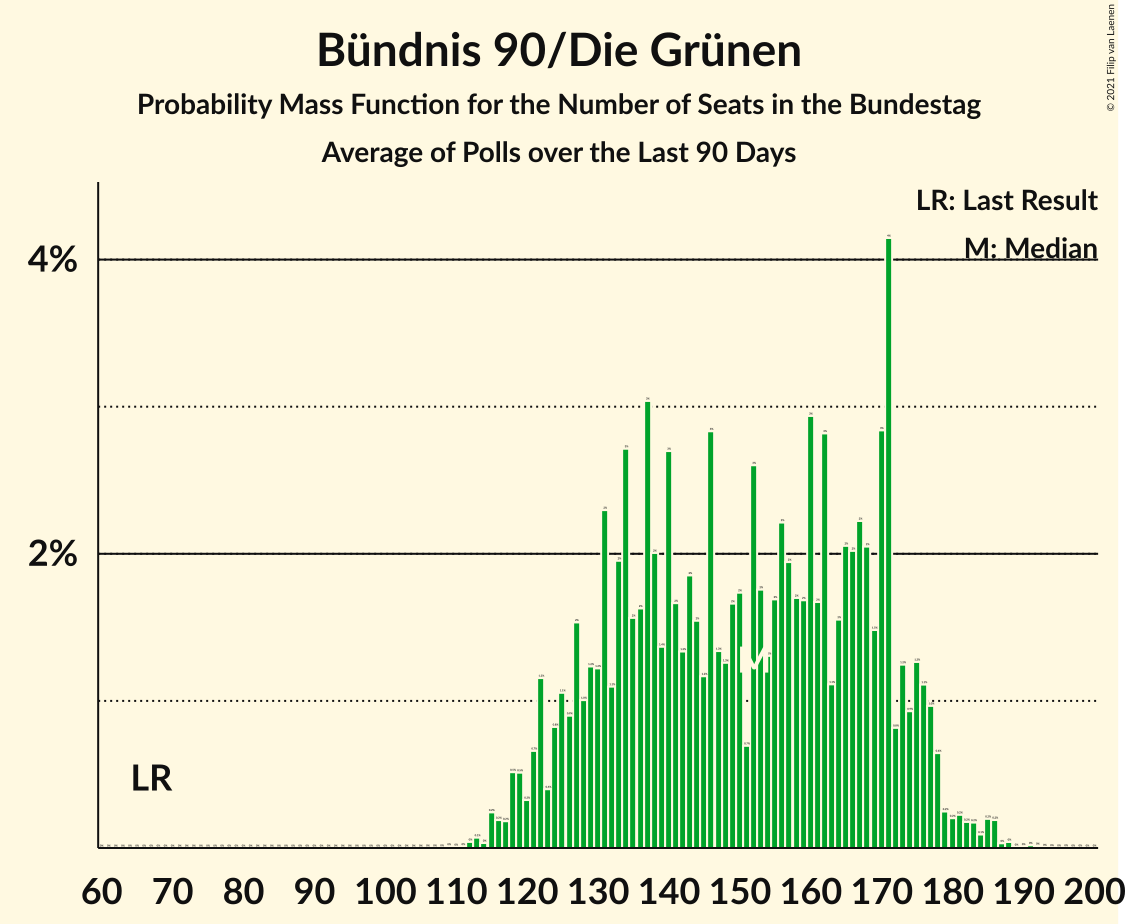 Bündnis 90/Die Grünen
Probability Mass Function for the Number of Seats in the Bundestag
Average of Polls over the Last 90 Days
© 2021 Filip van Laenen
LR: Last Result
M: Median
4%
2%
LR
M
60 70 80 90 100 110 120 130 140 150 160 170 180 190 200